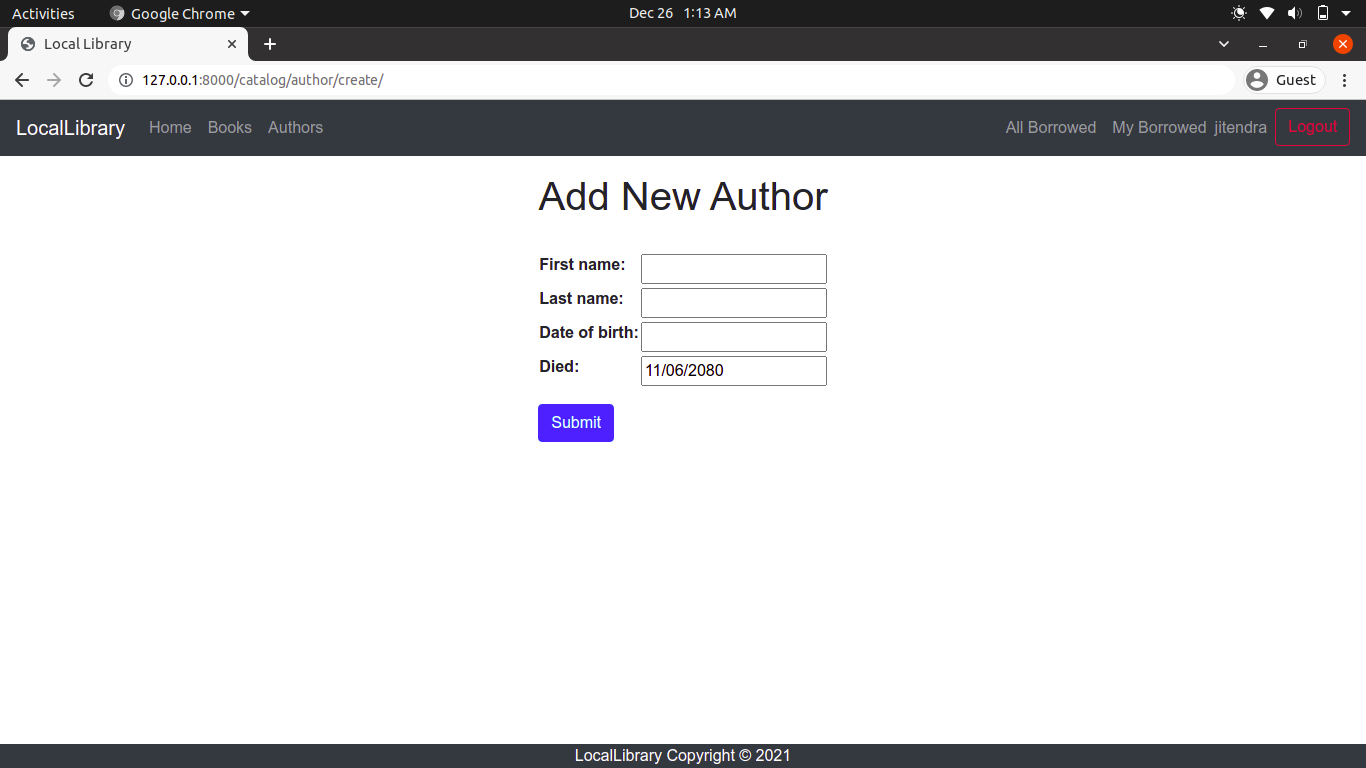 Activities Google Chrome Dec 26 1:13 AM
Local Library
127.0.0.1:8000/catalog/author/create/ Guest
LocalLibrary Home Books Authors All Borrowed My Borrowed jitendra Logout
Add New Author
First name:
Last name:
Date of birth:
Died: 11/06/2080
Submit
LocalLibrary Copyright © 2021